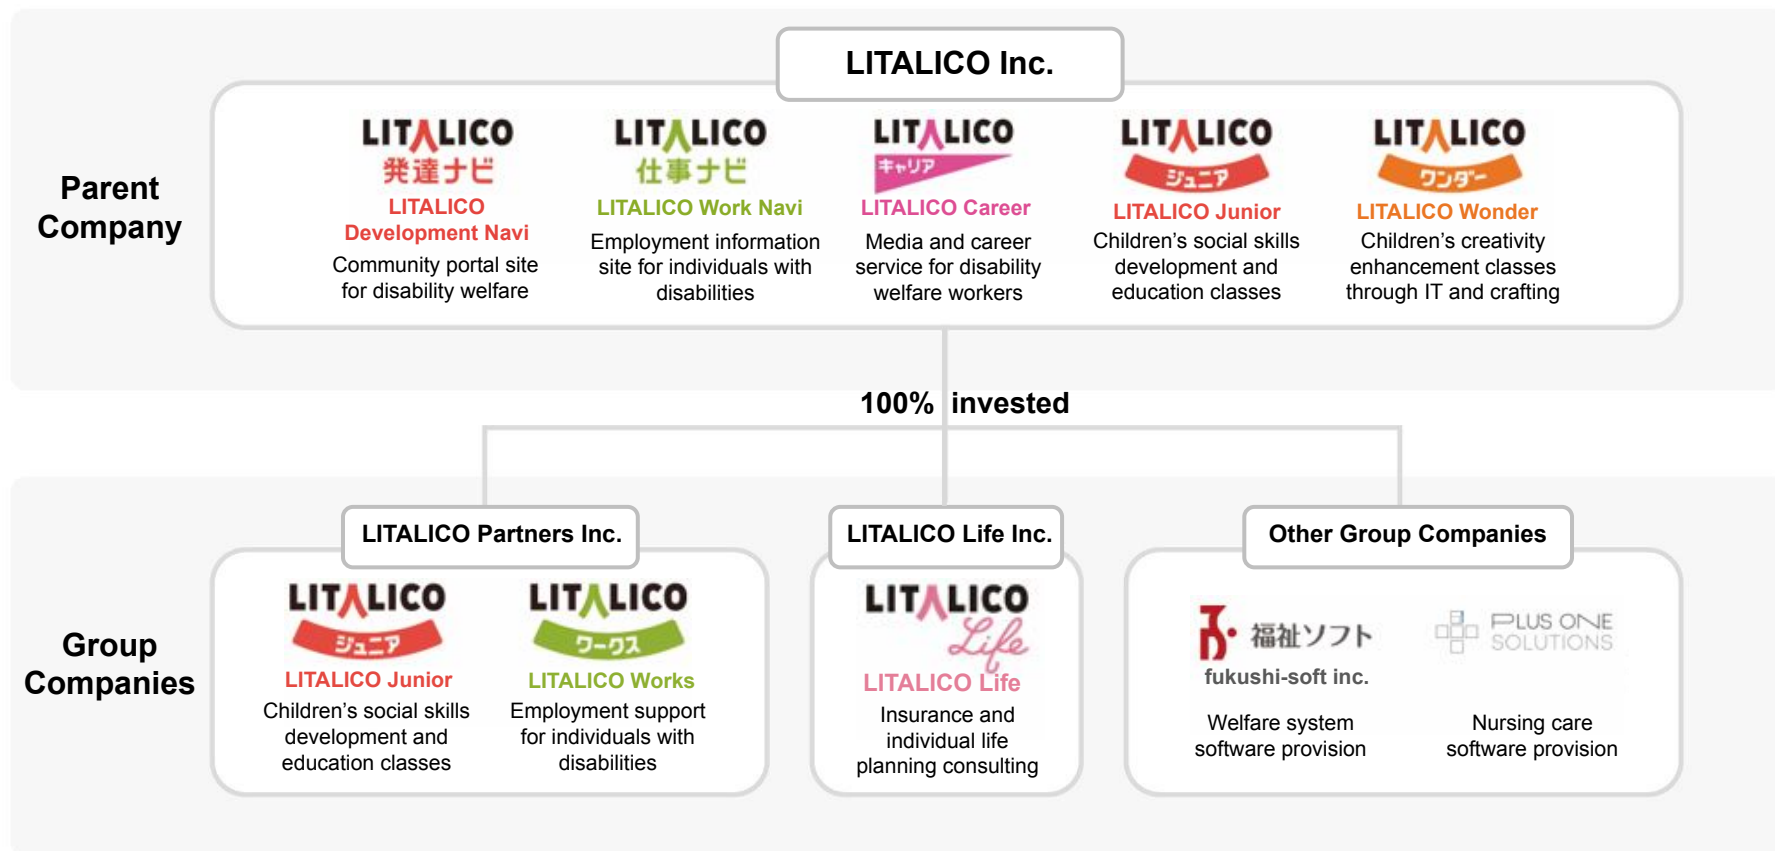 LITALICO Inc.
Parent
Company
LITALICO
発達ナビ
LITALICO
Development Navi
Community portal site
for disability welfare
LITALICO
仕事ナビ
LITALICO Work Navi
Employment information
site for individuals with
disabilities
LITALICO
キャリア
LITALICO Career
Media and career
service for disability
welfare workers
LITALICO
ジュニア
LITALICO Junior
Children's social skills
development and
education classes
LITALICO
ワンダー
LITALICO Wonder
Children's creativity
enhancement classes
through IT and crafting
100% invested
Group
Companies
LITALICO Partners Inc.
LITALICO
ジュニア
LITALICO Junior
Children's social skills
development and
education classes
LITALICO
ワークス
LITALICO Works
Employment support
for individuals with
disabilities
LITALICO Life Inc.
LITALICO
Life
LITALICO Life
Insurance and
individual life
planning consulting
Other Group Companies
福祉ソフト
fukushi-soft inc.
Welfare system
software provision
PLUS ONE
SOLUTIONS
Nursing care
software provision